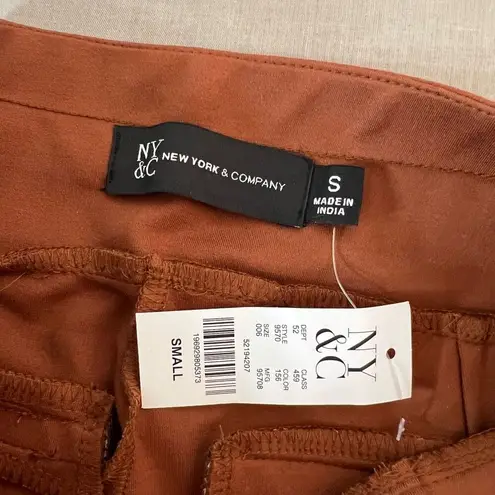 NY
&C
NEW YORK & COMPANY
S
MADE IN
INDIA
NY
&C
DEPT
52
CLASS
459
STYLE
9570
COLOR
156
SIZE
006
MFG
95708
52194207
196929805373
SMALL